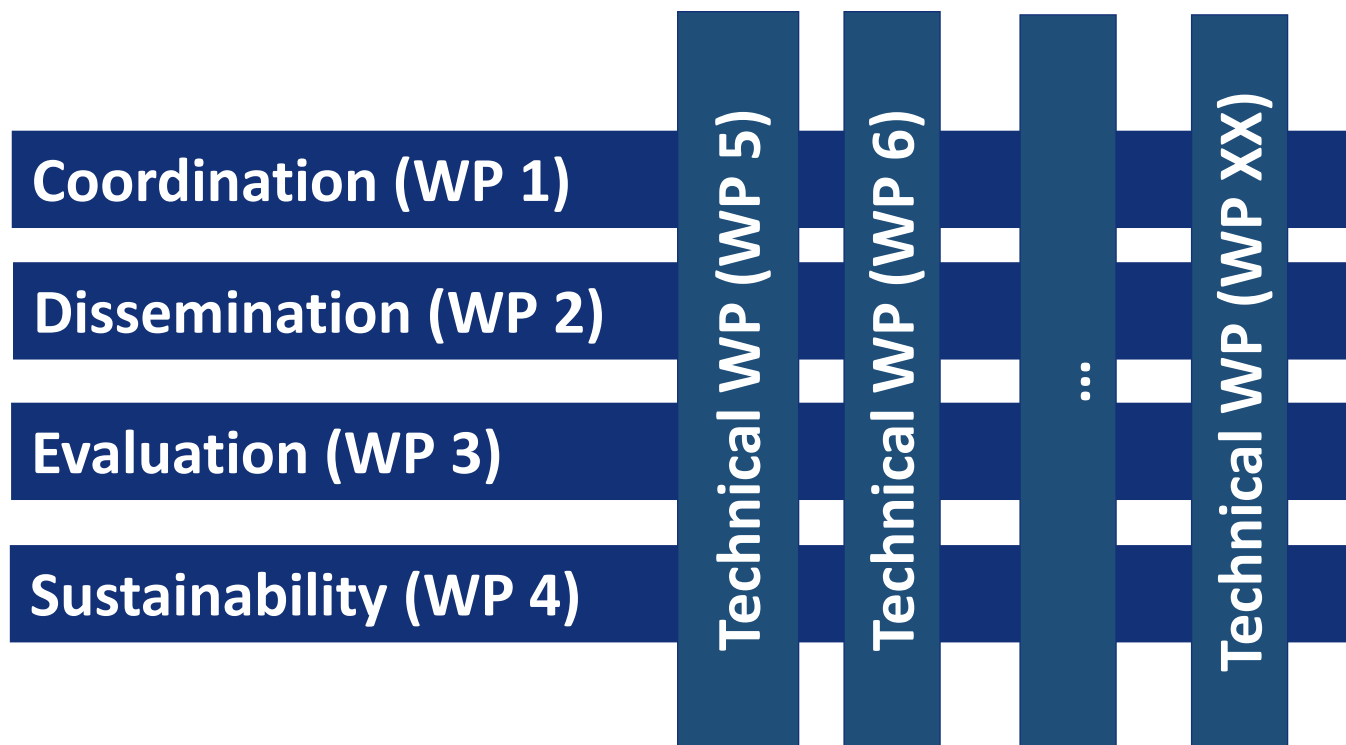 Coordination (WP 1)
Dissemination (WP 2)
Evaluation (WP 3)
Sustainability (WP 4)
Technical WP (WP 5)
Technical WP (WP 6)
...
Technical WP (WP XX)